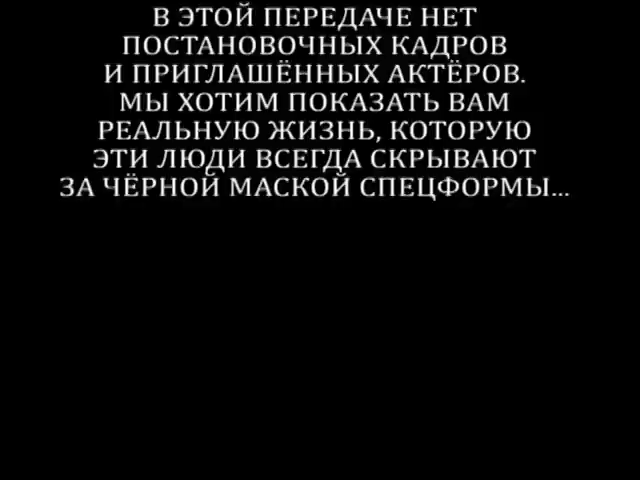 В ЭТОЙ ПЕРЕДАЧЕ НЕТ
ПОСТАНОВОЧНЫХ КАДРОВ
И ПРИГЛАШЁННЫХ АКТЁРОВ.
МЫ ХОТИМ ПОКАЗАТЬ ВАМ
РЕАЛЬНУЮ ЖИЗНЬ, КОТОРУЮ
ЭТИ ЛЮДИ ВСЕГДА СКРЫВАЮТ
ЗА ЧЁРНОЙ МАСКОЙ СПЕЦФОРМЫ...